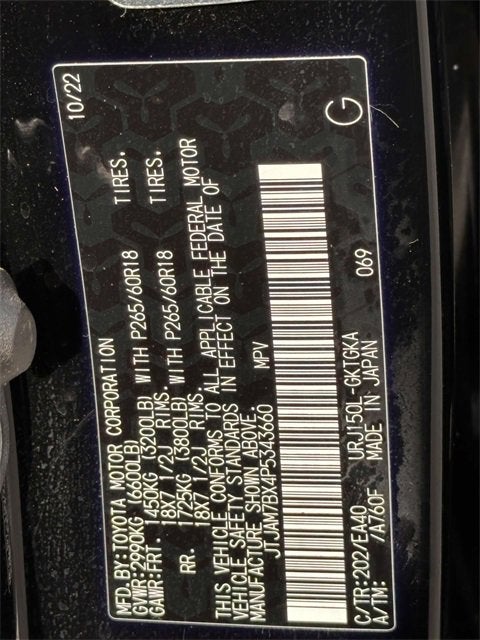 MFD.BY:TOYOTA MOTOR CORPORATION 10/22
GVWR:2990KG (6600LB)
GAWR:FRT. 1450KG (3200LB) WITH P265/60R18 TIRES.
18X7 1/2J RIMS.
RR. 1725KG (3800LB) WITH P265/60R18 TIRES.
18X7 1/2J RIMS.
THIS VEHICLE CONFORMS TO ALL APPLICABLE FEDERAL MOTOR
VEHICLE SAFETY STANDARDS IN EFFECT ON THE DATE OF
MANUFACTURE SHOWN ABOVE.
JTJAM7BX4P5343660 MPV
C/TR:202/EA40 URJ150L-GKTGKA 069
A/TM: /A760F MADE IN JAPAN
G